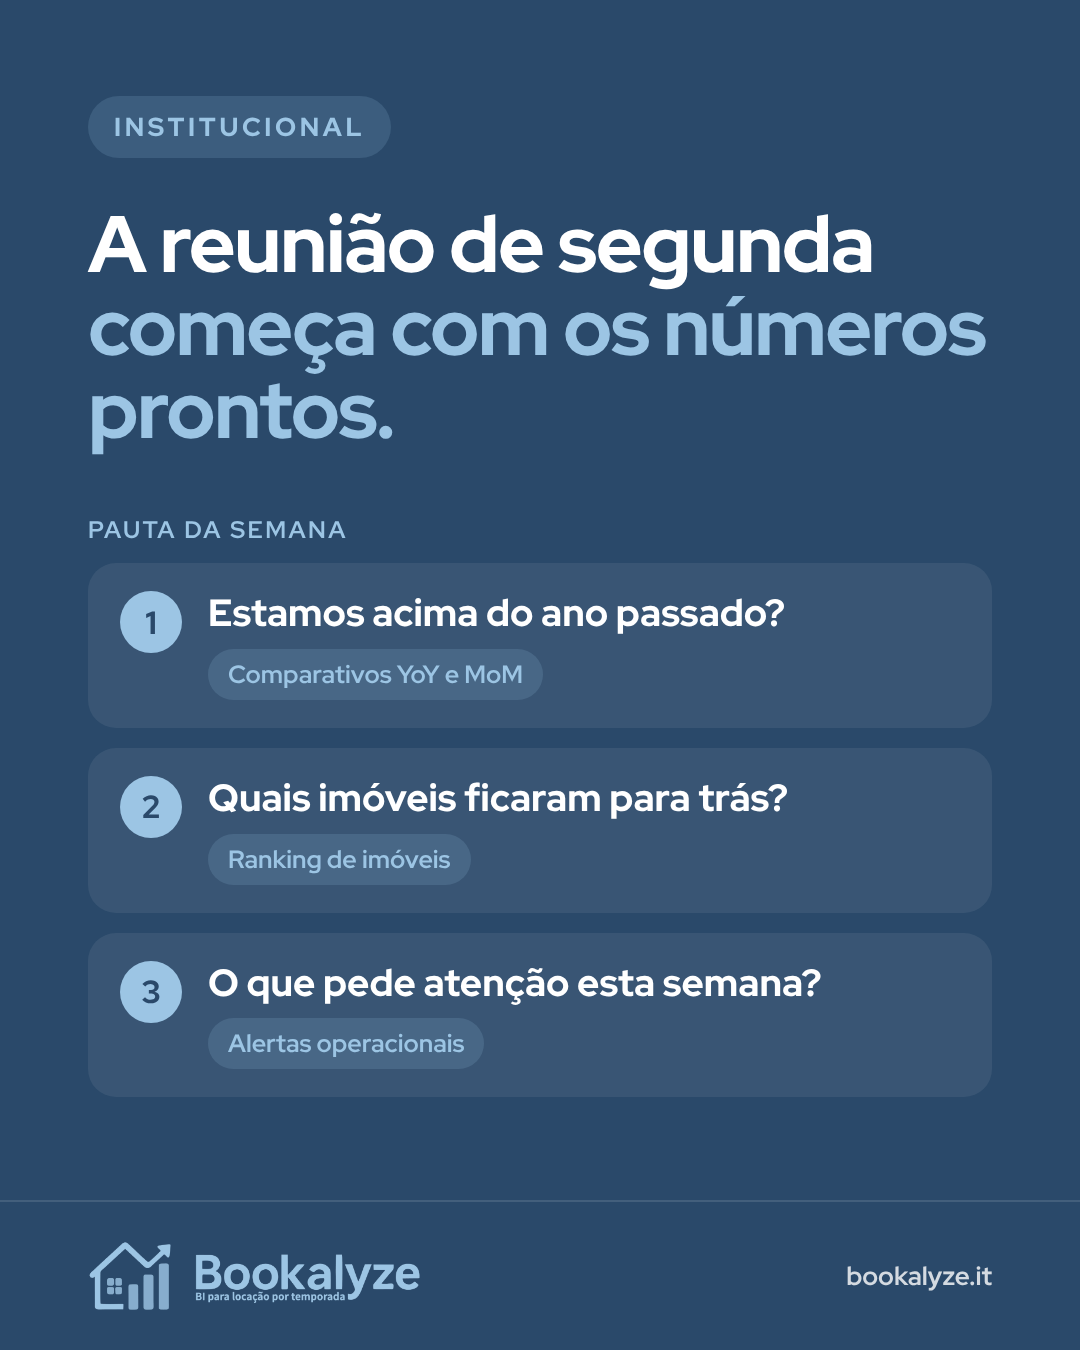 INSTITUCIONAL
A reunião de segunda
começa com os números
prontos.
PAUTA DA SEMANA
1 Estamos acima do ano passado?
Comparativos YoY e MoM
2 Quais imóveis ficaram para trás?
Ranking de imóveis
3 O que pede atenção esta semana?
Alertas operacionais
Bookalyze
BI para locação por temporada
bookalyze.it